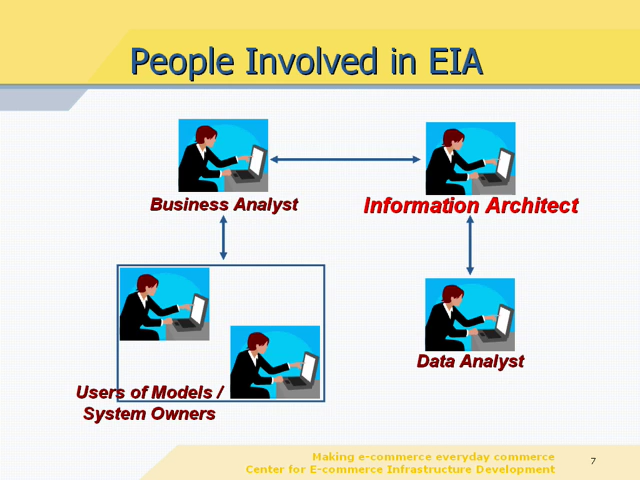 People Involved in EIA
Business Analyst
Information Architect
Data Analyst
Users of Models /
System Owners
Making e-commerce everyday commerce
Center for E-commerce Infrastructure Development
7